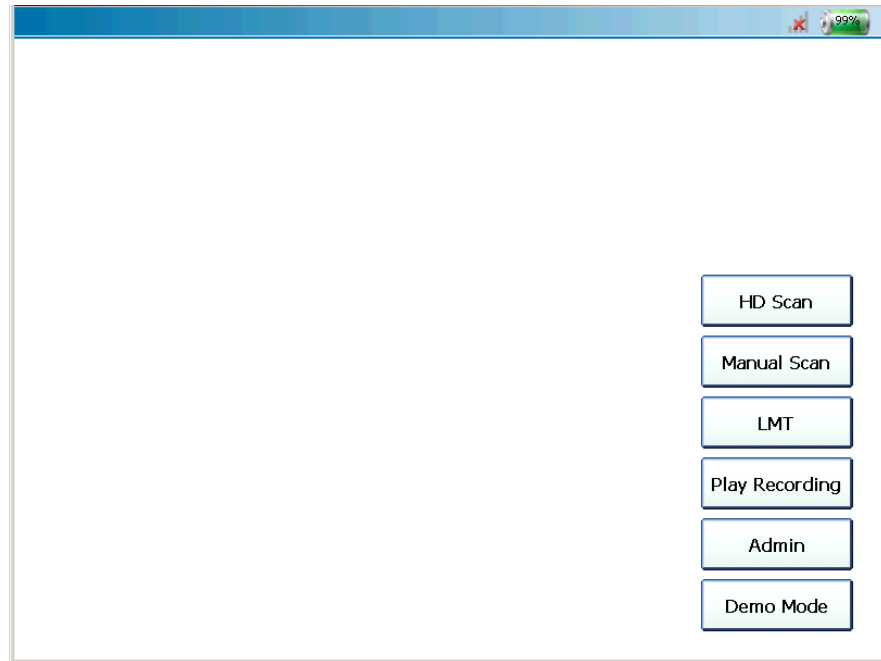 99%
HD Scan
Manual Scan
LMT
Play Recording
Admin
Demo Mode